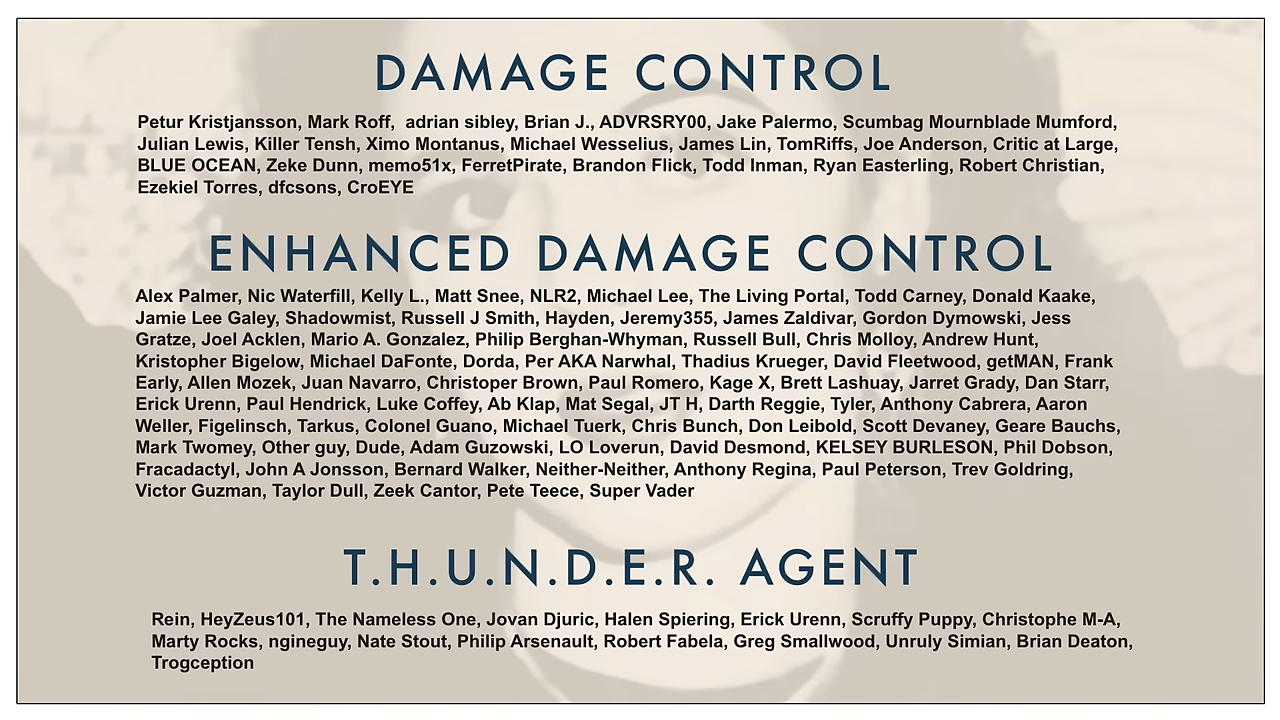 DAMAGE CONTROL
Petur Kristjansson, Mark Roff,  adrian sibley, Brian J., ADVRSRY00, Jake Palermo, Scumbag Mournblade Mumford,
Julian Lewis, Killer Tensh, Ximo Montanus, Michael Wesselius, James Lin, TomRiffs, Joe Anderson, Critic at Large,
BLUE OCEAN, Zeke Dunn, memo51x, FerretPirate, Brandon Flick, Todd Inman, Ryan Easterling, Robert Christian,
Ezekiel Torres, dfcsons, CroEYE
ENHANCED DAMAGE CONTROL
Alex Palmer, Nic Waterfill, Kelly L., Matt Snee, NLR2, Michael Lee, The Living Portal, Todd Carney, Donald Kaake,
Jamie Lee Galey, Shadowmist, Russell J Smith, Hayden, Jeremy355, James Zaldivar, Gordon Dymowski, Jess
Gratze, Joel Acklen, Mario A. Gonzalez, Philip Berghan-Whyman, Russell Bull, Chris Molloy, Andrew Hunt,
Kristopher Bigelow, Michael DaFonte, Dorda, Per AKA Narwhal, Thadius Krueger, David Fleetwood, getMAN, Frank
Early, Allen Mozek, Juan Navarro, Christoper Brown, Paul Romero, Kage X, Brett Lashuay, Jarret Grady, Dan Starr,
Erick Urenn, Paul Hendrick, Luke Coffey, Ab Klap, Mat Segal, JT H, Darth Reggie, Tyler, Anthony Cabrera, Aaron
Weller, Figelinsch, Tarkus, Colonel Guano, Michael Tuerk, Chris Bunch, Don Leibold, Scott Devaney, Geare Bauchs,
Mark Twomey, Other guy, Dude, Adam Guzowski, LO Loverun, David Desmond, KELSEY BURLESON, Phil Dobson,
Fracadactyl, John A Jonsson, Bernard Walker, Neither-Neither, Anthony Regina, Paul Peterson, Trev Goldring,
Victor Guzman, Taylor Dull, Zeek Cantor, Pete Teece, Super Vader
T.H.U.N.D.E.R. AGENT
Rein, HeyZeus101, The Nameless One, Jovan Djuric, Halen Spiering, Erick Urenn, Scruffy Puppy, Christophe M-A,
Marty Rocks, ngineguy, Nate Stout, Philip Arsenault, Robert Fabela, Greg Smallwood, Unruly Simian, Brian Deaton,
Trogception